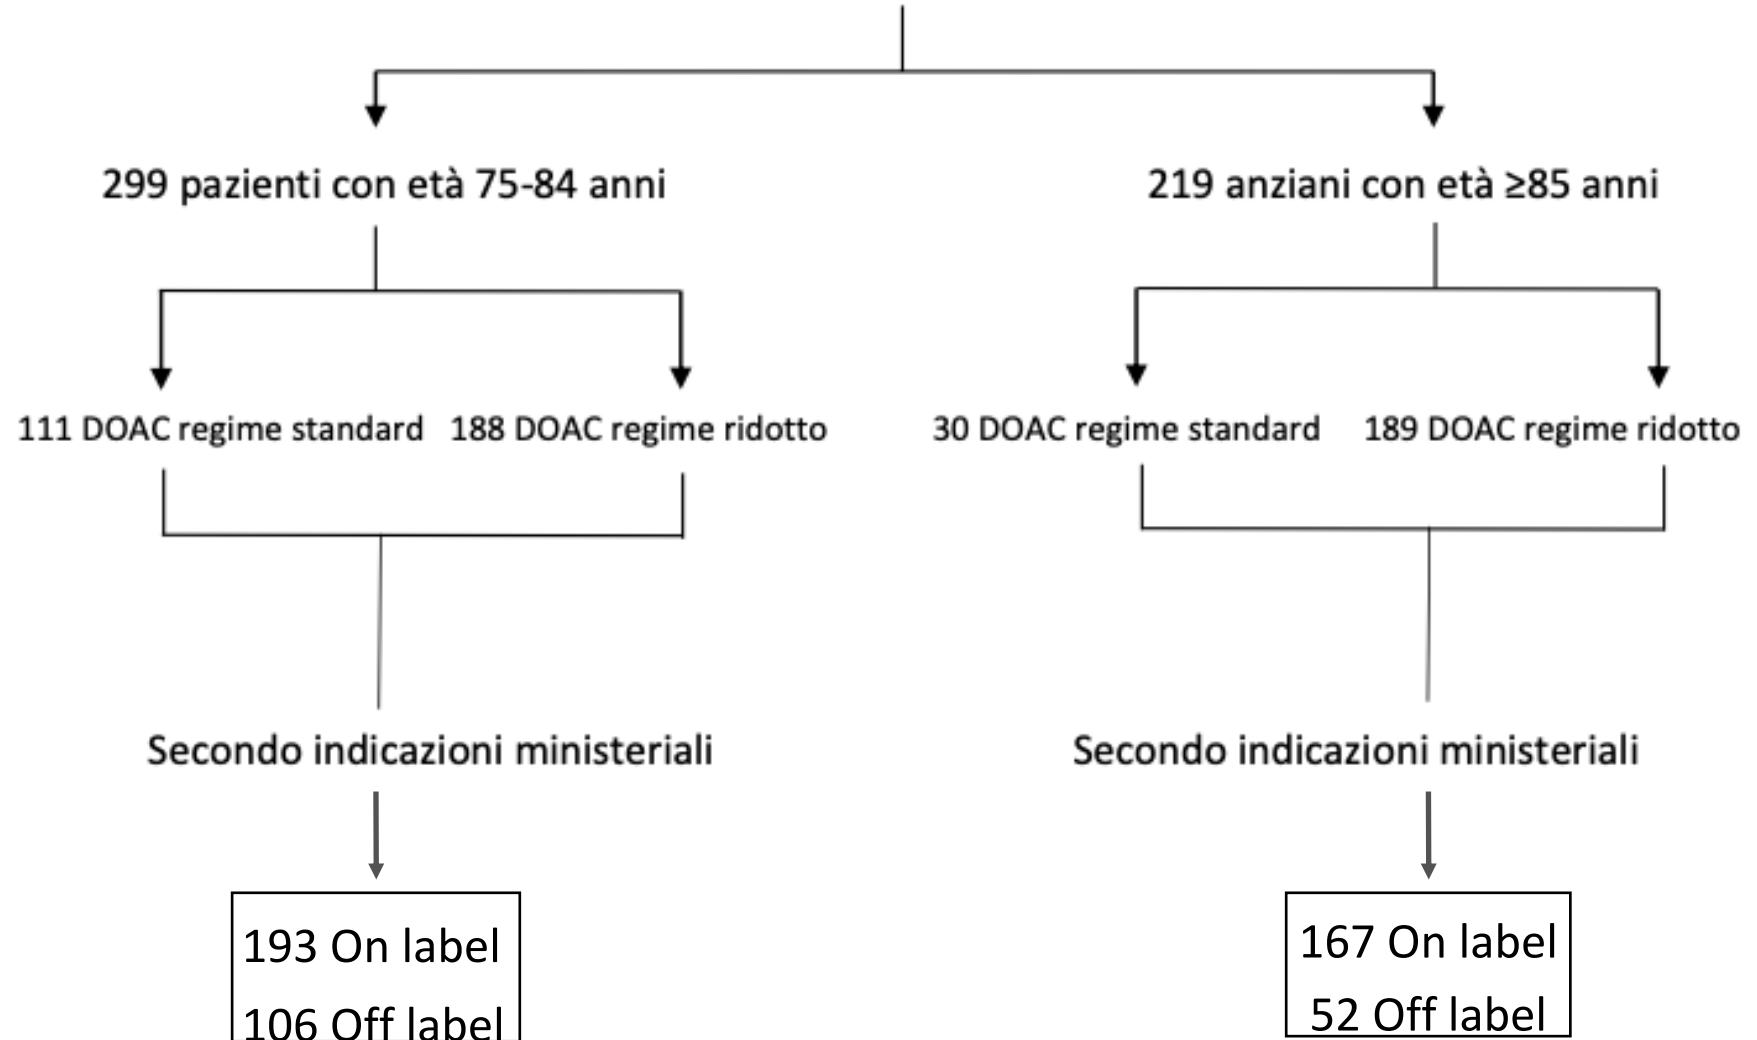 299 pazienti con età 75-84 anni
219 anziani con età ≥85 anni
111 DOAC regime standard
188 DOAC regime ridotto
30 DOAC regime standard
189 DOAC regime ridotto
Secondo indicazioni ministeriali
Secondo indicazioni ministeriali
193 On label
106 Off label
167 On label
52 Off label